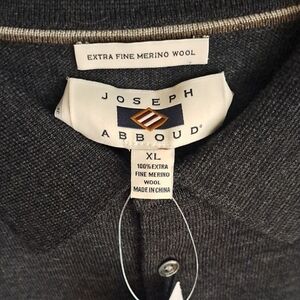 EXTRA FINE MERINO WOOL
JOSEPH
ABBOUD
XL
100% EXTRA
FINE MERINO
WOOL
MADE IN CHINA